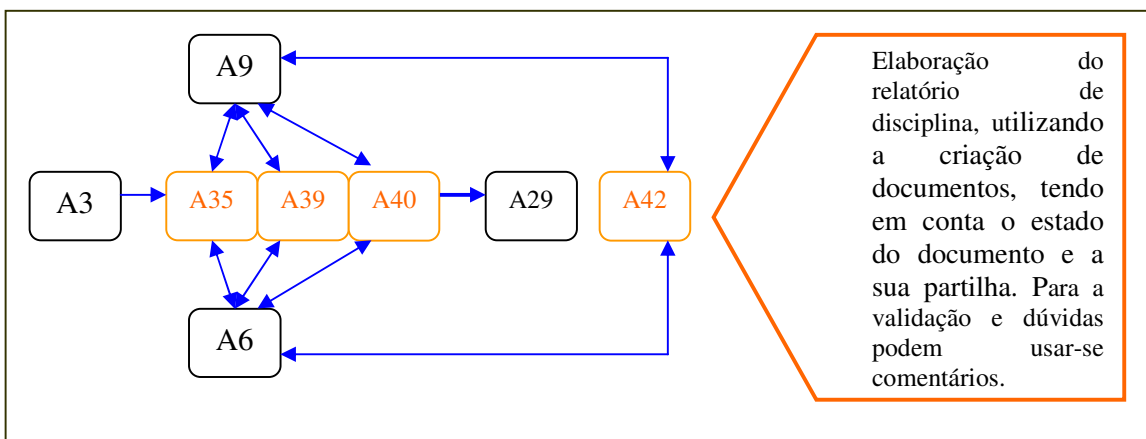 A9
A3
A35
A39
A40
A29
A42
A6
Elaboração do
relatório de
disciplina, utilizando
a criação de
documentos, tendo
em conta o estado
do documento e a
sua partilha. Para a
validação e dúvidas
podem usar-se
comentários.